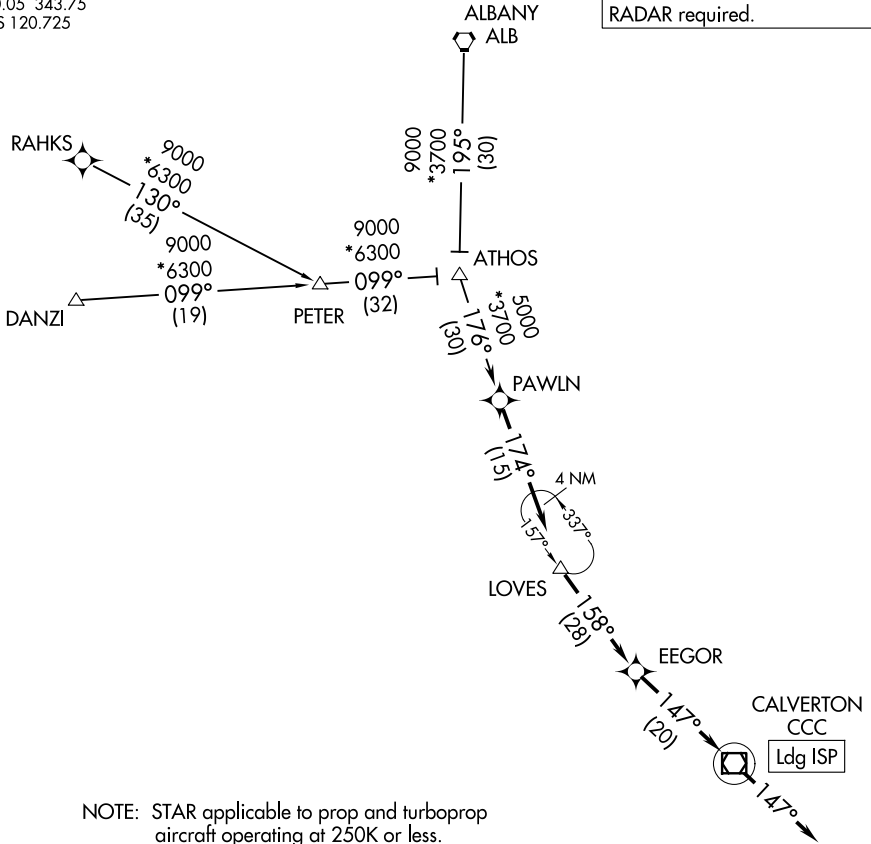 .05 343.75
S 120.725
RADAR required.
ALBANY
ALB
RAHKS
9000
*6300
130°
(35)
9000
*3700
195°
(30)
9000
*6300
099°
(19)
DANZI
PETER
9000
*6300
099°
(32)
ATHOS
5000
*3700
176°
(30)
PAWLN
174°
(15)
4 NM
337°
157°
LOVES
158°
(28)
EEGOR
147°
(20)
CALVERTON
CCC
Ldg ISP
147°
NOTE: STAR applicable to prop and turboprop
aircraft operating at 250K or less.